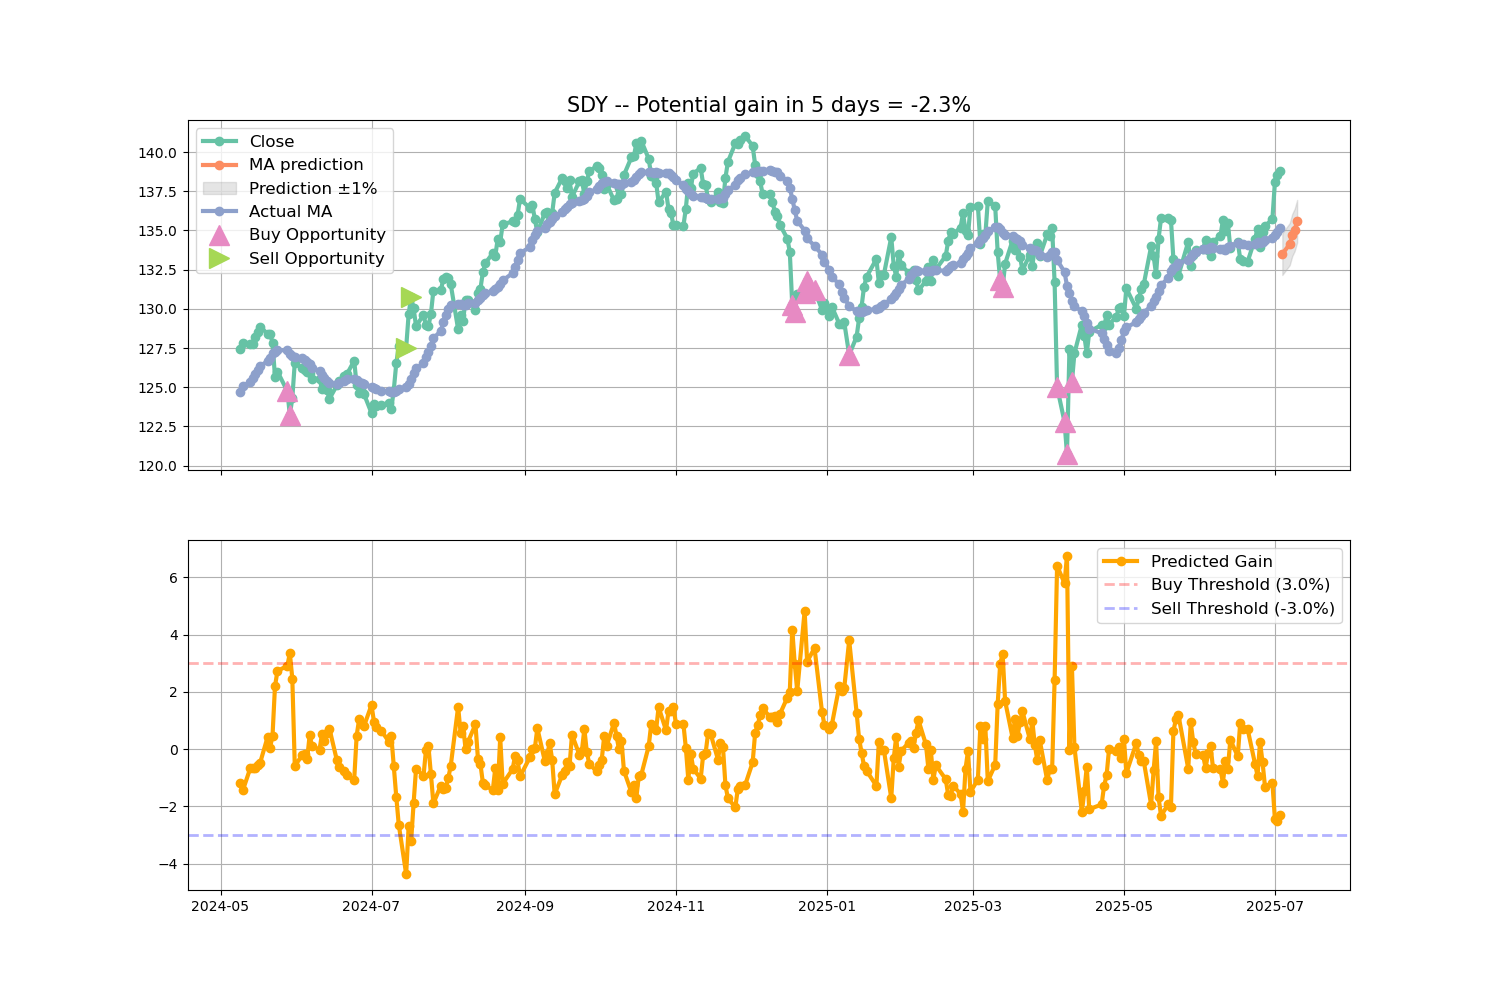 SDY -- Potential gain in 5 days = -2.3%
Close
MA prediction
Prediction ±1%
Actual MA
Buy Opportunity
Sell Opportunity
140.0
137.5
135.0
132.5
130.0
127.5
125.0
122.5
120.0
Predicted Gain
Buy Threshold (3.0%)
Sell Threshold (-3.0%)
6
4
2
0
−2
−4
2024-05
2024-07
2024-09
2024-11
2025-01
2025-03
2025-05
2025-07